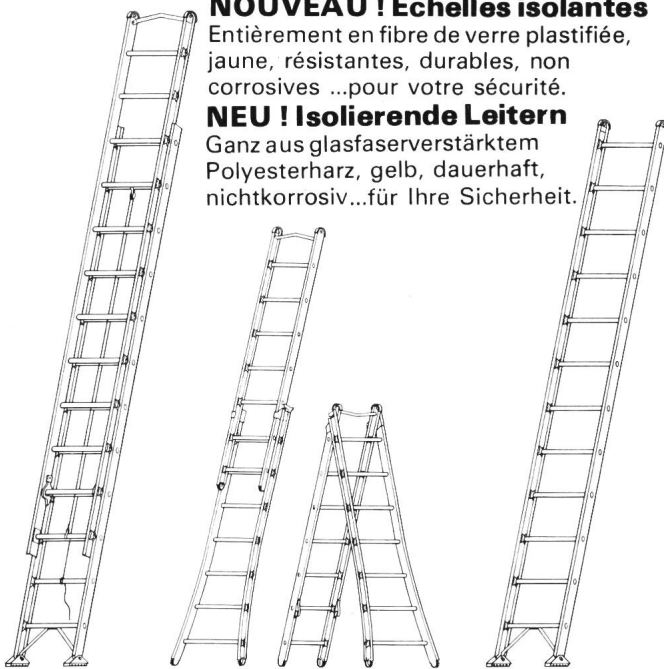 NOUVEAU ! Echelles isolantes
Entièrement en fibre de verre plastifiée,
jaune, résistantes, durables, non
corrosives ...pour votre sécurité.
NEU ! Isolierende Leitern
Ganz aus glasfaserverstärktem
Polyesterharz, gelb, dauerhaft,
nichtkorrosiv...für Ihre Sicherheit.